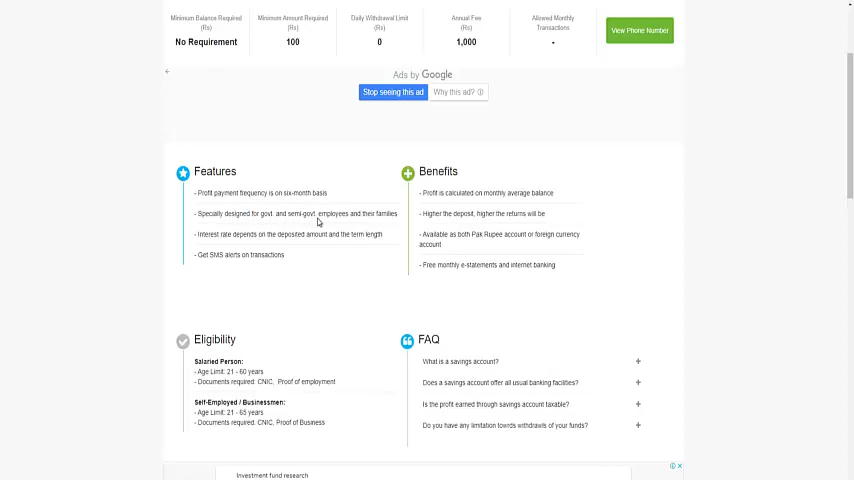 Minimum Balance Required (Rs)
No Requirement
Minimum Amount Required (Rs)
100
Daily Withdrawal Limit (Rs)
0
Annual Fee (Rs)
1,000
Allowed Monthly Transactions
-
View Phone Number
Ads by Google
Stop seeing this ad
Why this ad?
Features
- Profit payment frequency is on six-month basis
- Specially designed for govt. and semi-govt. employees and their families
- Interest rate depends on the deposited amount and the term length
- Get SMS alerts on transactions
Benefits
- Profit is calculated on monthly average balance
- Higher the deposit, higher the returns will be
- Available as both Pak Rupee account or foreign currency
account
- Free monthly e-statements and internet banking
Eligibility
Salaried Person:
- Age Limit: 21 - 60 years
- Documents required: CNIC, Proof of employment
Self-Employed / Businessmen:
- Age Limit: 21 - 65 years
- Documents required: CNIC, Proof of Business
FAQ
What is a savings account?
Does a savings account offer all usual banking facilities?
Is the profit earned through savings account taxable?
Do you have any limitation towrds withdrawls of your funds?
Investment fund research